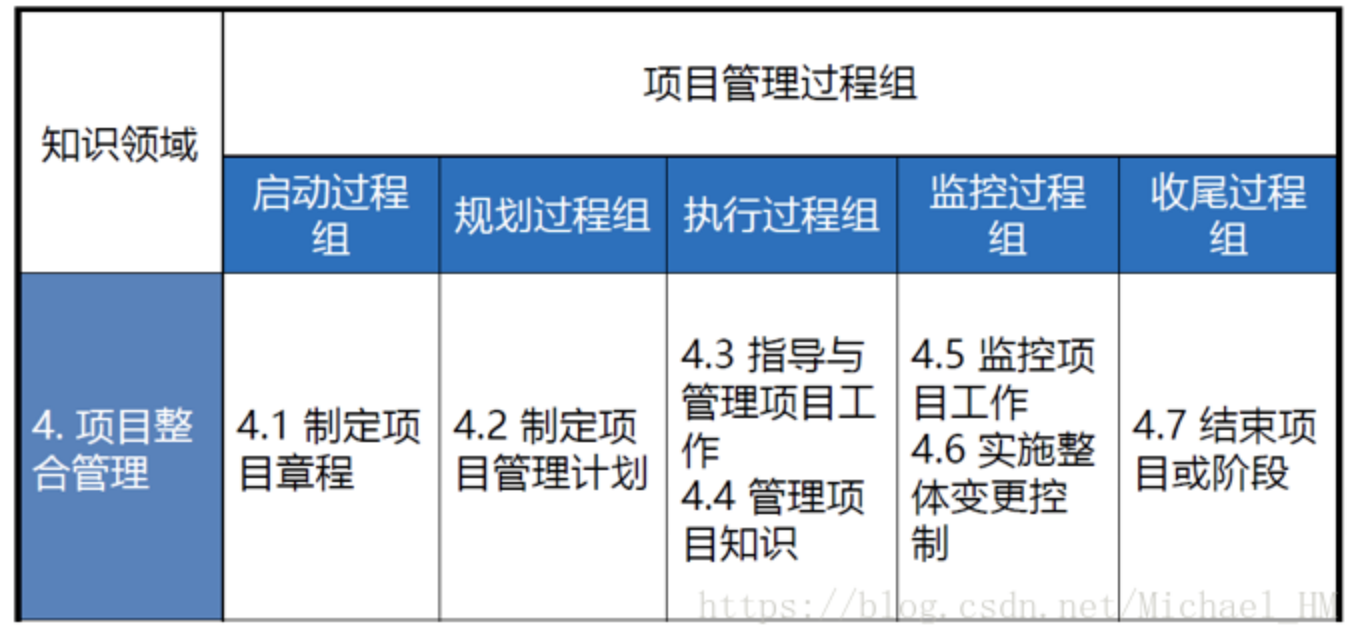 项目管理过程组
知识领域
启动过程
组
规划过程组
执行过程组
监控过程
组
收尾过程
组
4. 项目整
合管理
4.1 制定项
目章程
4.2 制定项
目管理计划
4.3 指导与
管理项目工
作
4.4 管理项
目知识
4.5 监控项
目工作
4.6 实施整
体变更控
制
4.7 结束项
目或阶段
https://blog.csdn.net/Michael_HM